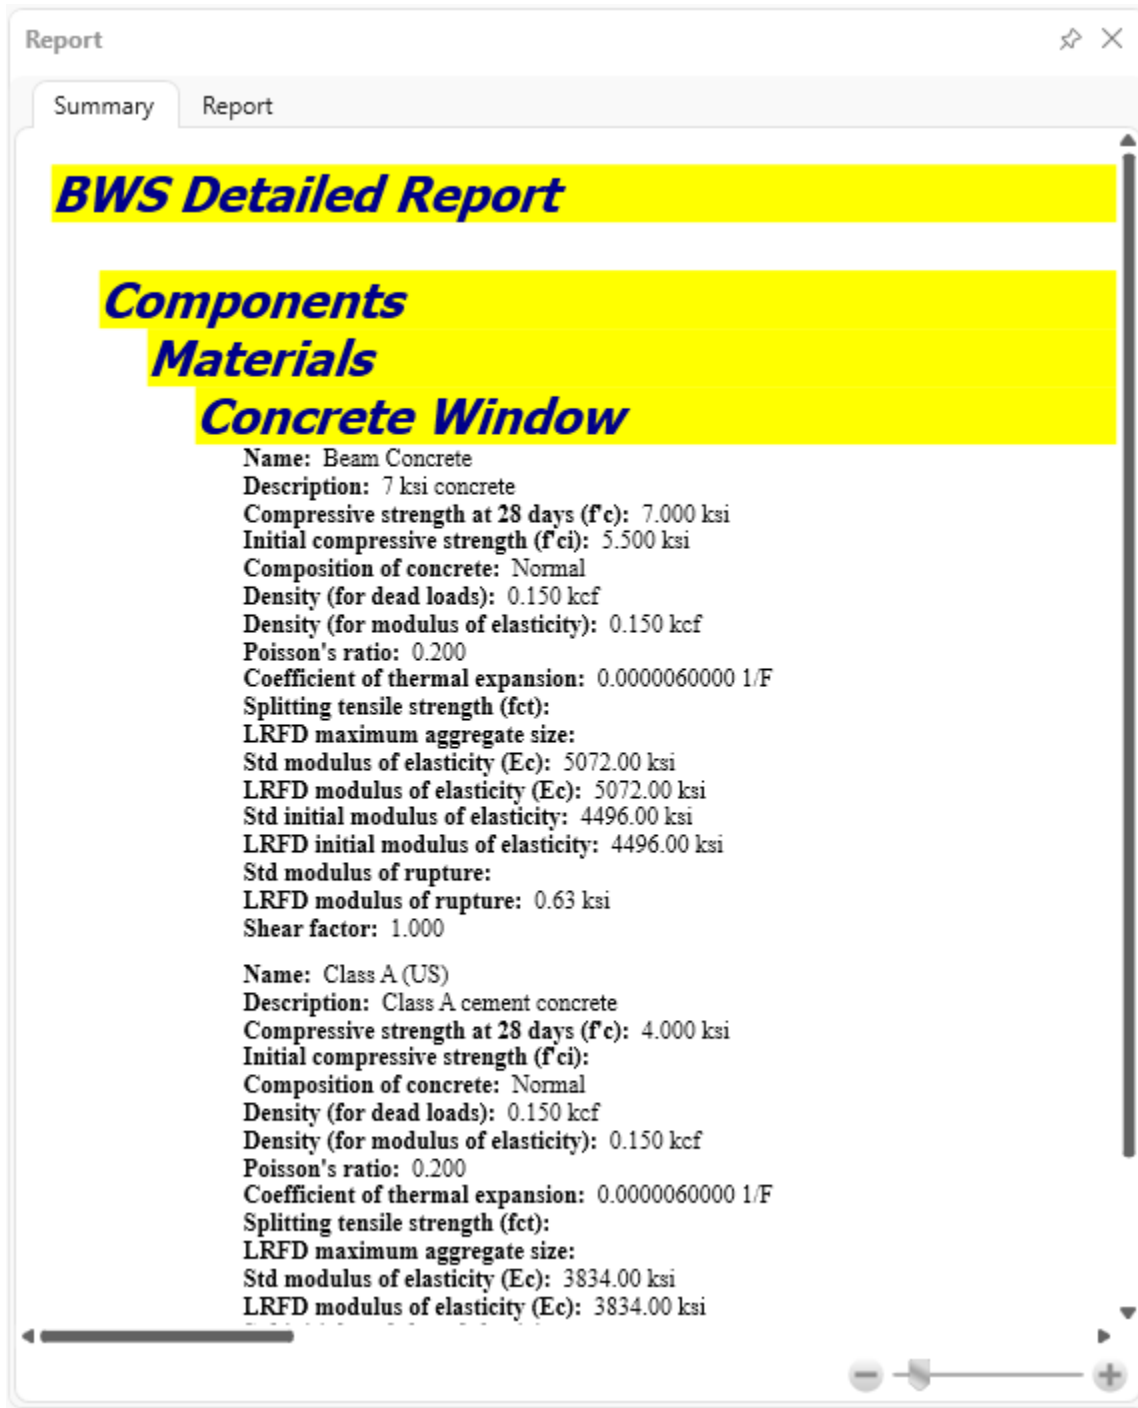 Report
Summary Report
BWS Detailed Report
Components
Materials
Concrete Window
Name: Beam Concrete
Description: 7 ksi concrete
Compressive strength at 28 days (f'c): 7.000 ksi
Initial compressive strength (f'ci): 5.500 ksi
Composition of concrete: Normal
Density (for dead loads): 0.150 kcf
Density (for modulus of elasticity): 0.150 kcf
Poisson's ratio: 0.200
Coefficient of thermal expansion: 0.0000060000 1/F
Splitting tensile strength (fct):
LRFD maximum aggregate size:
Std modulus of elasticity (Ec): 5072.00 ksi
LRFD modulus of elasticity (Ec): 5072.00 ksi
Std initial modulus of elasticity: 4496.00 ksi
LRFD initial modulus of elasticity: 4496.00 ksi
Std modulus of rupture:
LRFD modulus of rupture: 0.63 ksi
Shear factor: 1.000
Name: Class A (US)
Description: Class A cement concrete
Compressive strength at 28 days (f'c): 4.000 ksi
Initial compressive strength (f'ci):
Composition of concrete: Normal
Density (for dead loads): 0.150 kcf
Density (for modulus of elasticity): 0.150 kcf
Poisson's ratio: 0.200
Coefficient of thermal expansion: 0.0000060000 1/F
Splitting tensile strength (fct):
LRFD maximum aggregate size:
Std modulus of elasticity (Ec): 3834.00 ksi
LRFD modulus of elasticity (Ec): 3834.00 ksi